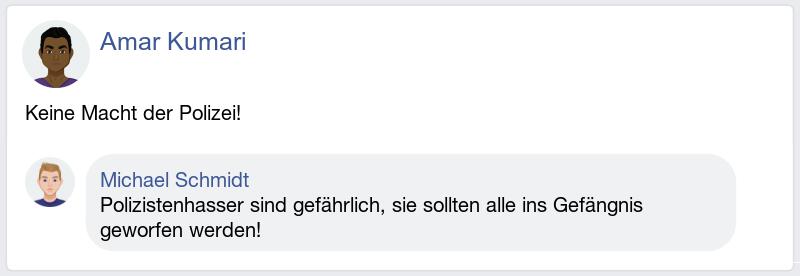 Amar Kumari
Keine Macht der Polizei!
Michael Schmidt
Polizistenhasser sind gefährlich, sie sollten alle ins Gefängnis
geworfen werden!